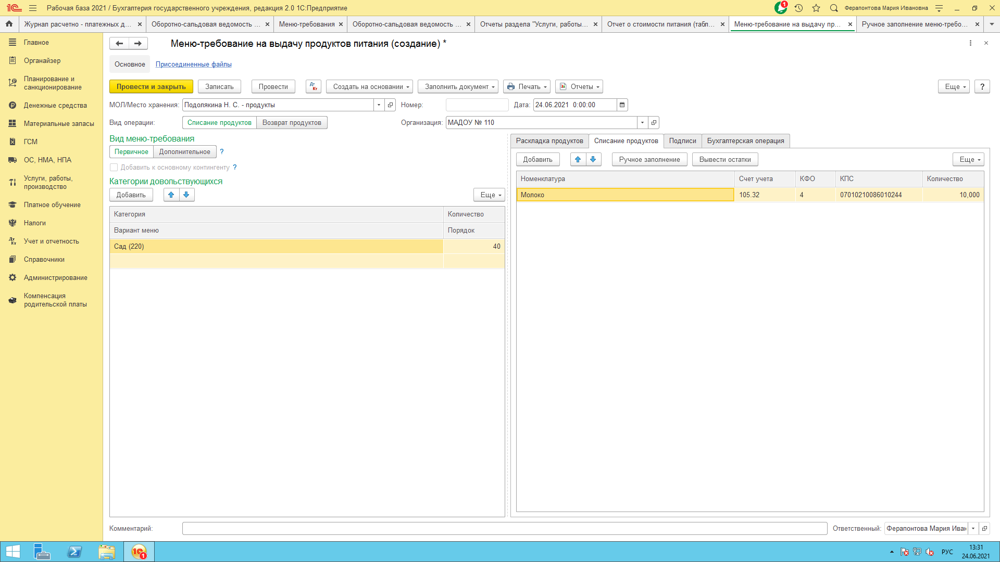 Рабочая база 2021 / Бухгалтерия государственного учреждения, редакция 2.0 1С:Предприятие
1
Ферапонтова Мария Ивановна
Журнал расчетно - платежных д...
Оборотно-сальдовая ведомость ...
Меню-требования
Оборотно-сальдовая ведомость ...
Отчеты раздела "Услуги, работы...
Отчет о стоимости питания (табл...
Меню-требование на выдачу пр...
Ручное заполнение меню-требо...
Главное
Органайзер
Планирование и
санкционирование
Денежные средства
Материальные запасы
ГСМ
ОС, НМА, НПА
Услуги, работы,
производство
Платное обучение
Налоги
Учет и отчетность
Справочники
Администрирование
Компенсация
родительской платы
Меню-требование на выдачу продуктов питания (создание) *
Основное
Присоединенные файлы
Провести и закрыть
Записать
Провести
Дт
Кт
Создать на основании
Заполнить документ
Печать
Отчеты
Еще
?
МОЛ/Место хранения:
Подолякина Н. С. - продукты
Номер:
Дата:
24.06.2021 0:00:00
Вид операции:
Списание продуктов
Возврат продуктов
Организация:
МАДОУ № 110
Вид меню-требования
Первичное
Дополнительное
?
Добавить к основному контингенту ?
Категории довольствующихся
Добавить
Еще
Категория
Количество
Вариант меню
Порядок
Сад (220)
40
Раскладка продуктов
Списание продуктов
Подписи
Бухгалтерская операция
Добавить
Ручное заполнение
Вывести остатки
Еще
Номенклатура
Счет учета
КФО
КПС
Количество
Молоко
105.32
4
07010210086010244
10,000
Комментарий:
Ответственный:
Ферапонтова Мария Иван
1
РУС
13:31
24.06.2021